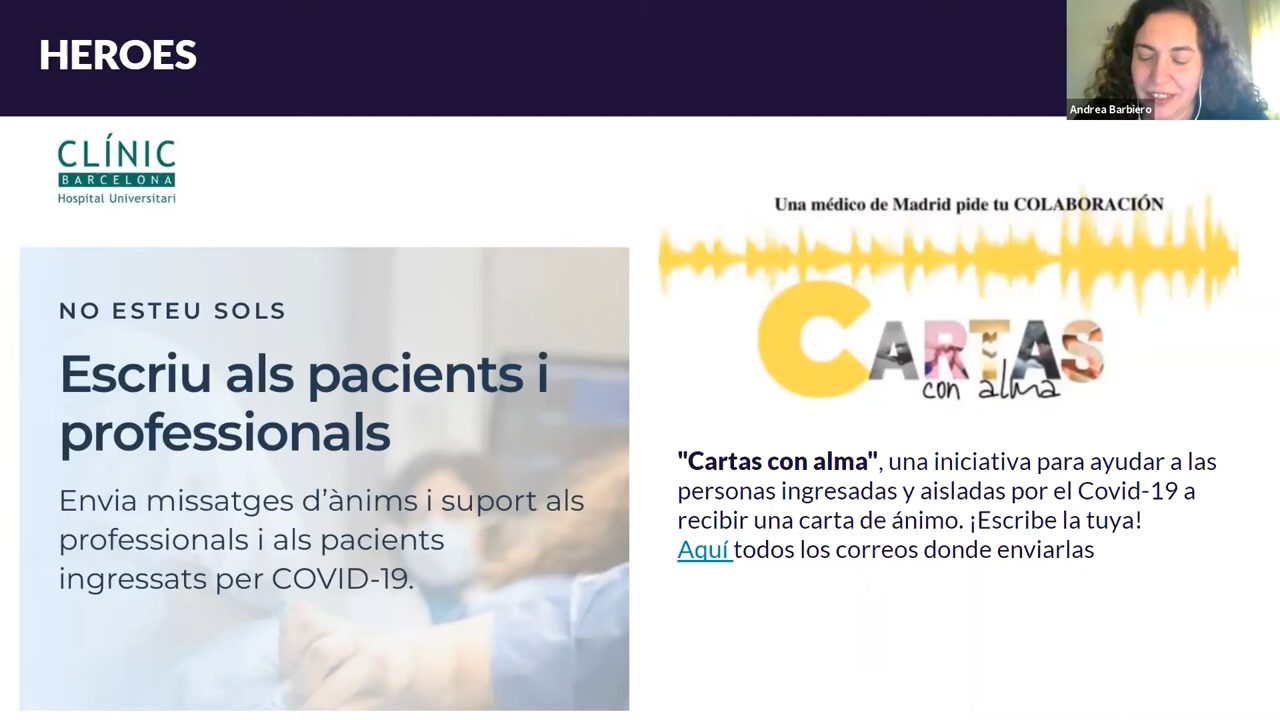 HEROES
Andrea Barbiero
CLÍNIC
BARCELONA
Hospital Universitari
NO ESTEU SOLS
Escriu als pacients i
professionals
Envia missatges d'ànims i suport als
professionals i als pacients
ingressats per COVID-19.
Una médico de Madrid pide tu COLABORACIÓN
CARTAS
con alma
"Cartas con alma", una iniciativa para ayudar a las
personas ingresadas y aisladas por el Covid-19 a
recibir una carta de ánimo. ¡Escribe la tuya!
Aquí todos los correos donde enviarlas